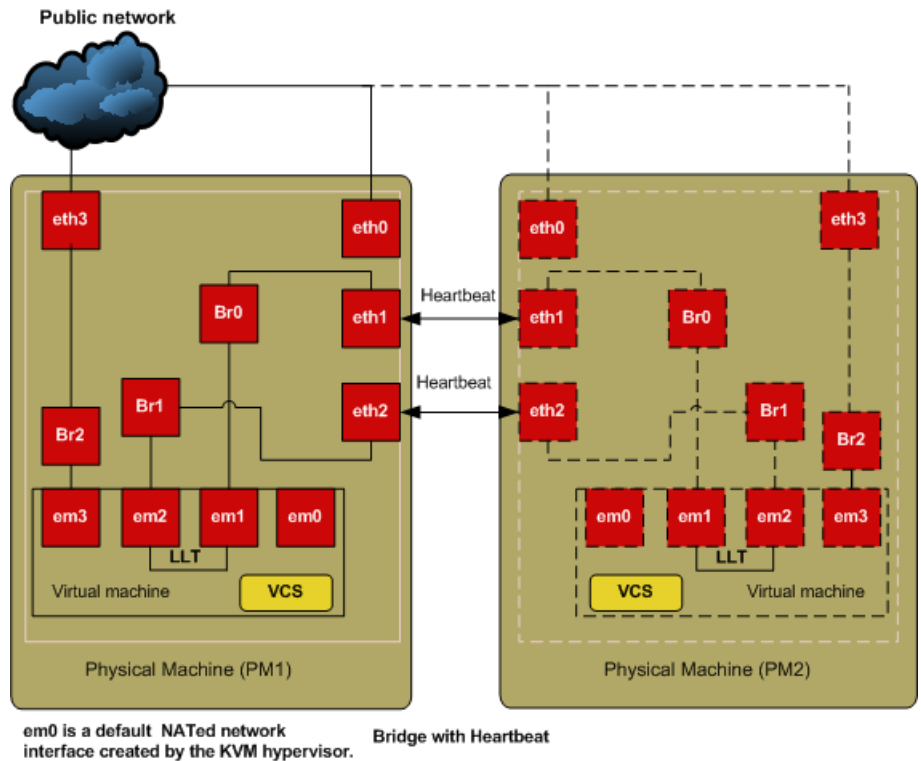 Public network
eth3
eth0
eth0
eth3
Heartbeat
Br0
eth1
eth1
Br0
Heartbeat
Br1
eth2
eth2
Br1
Br2
Br2
em3
em2
em1
em0
em0
em1
em2
em3
LLT
LLT
Virtual machine
VCS
VCS
Virtual machine
Physical Machine (PM1)
Physical Machine (PM2)
em0 is a default NATed network
interface created by the KVM hypervisor.
Bridge with Heartbeat